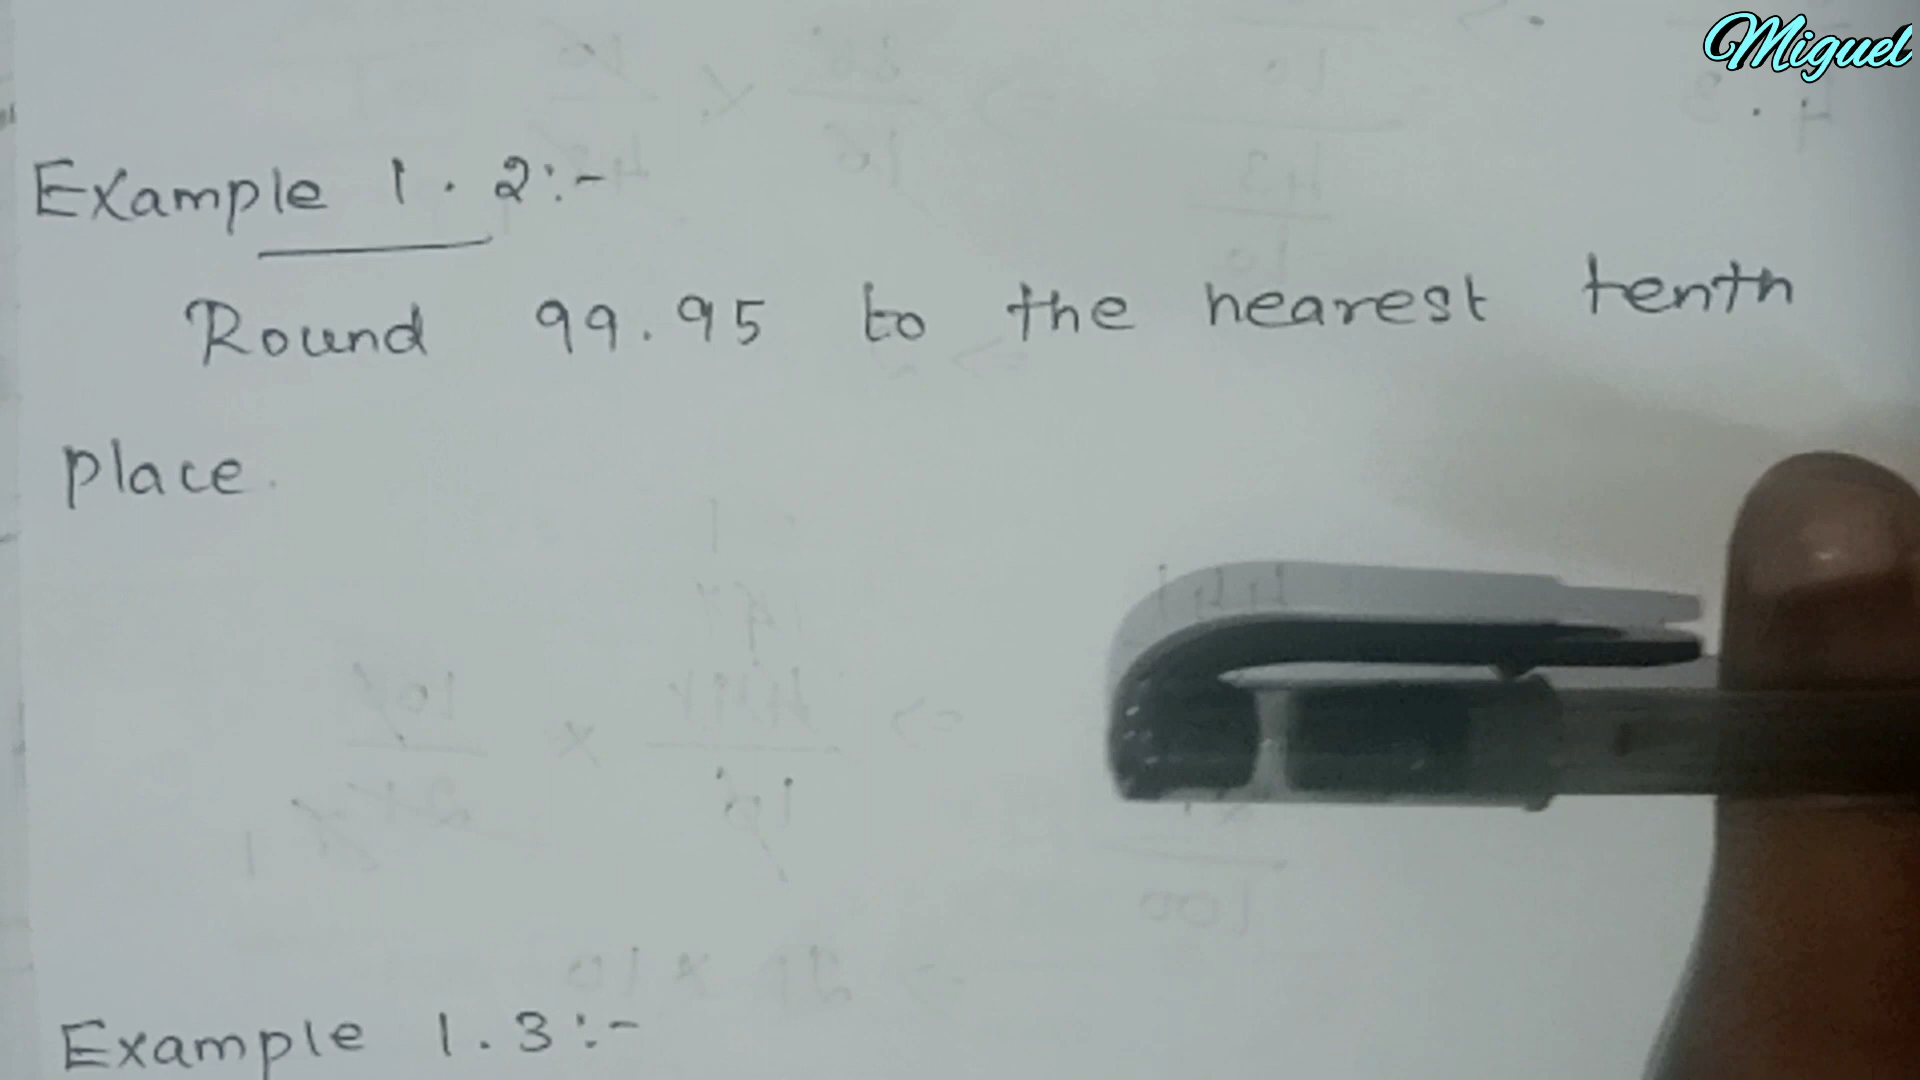 Miguel
Example 1.2:-
Round 99.95 to the nearest tenth
place.
Example 1.3:-